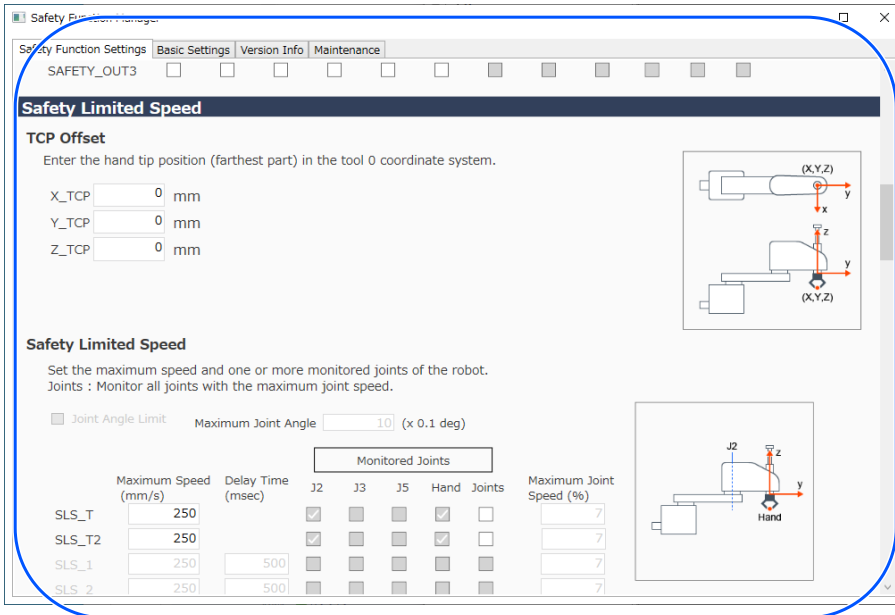 Safety Function Manager
Safety Function Settings Basic Settings Version Info Maintenance
SAFETY_OUT3
Safety Limited Speed
TCP Offset
Enter the hand tip position (farthest part) in the tool 0 coordinate system.
X_TCP 0 mm
Y_TCP 0 mm
Z_TCP 0 mm
(X,Y,Z)
y
x
z
y
(X,Y,Z)
Safety Limited Speed
Set the maximum speed and one or more monitored joints of the robot.
Joints : Monitor all joints with the maximum joint speed.
Joint Angle Limit Maximum Joint Angle 10 (x 0.1 deg)
Monitored Joints
Maximum Speed (mm/s) Delay Time (msec) J2 J3 J5 Hand Joints Maximum Joint Speed (%)
SLS_T 250 7
SLS_T2 250 7
SLS_1 250 500 7
SLS_2 250 500 7
J2
z
y
Hand